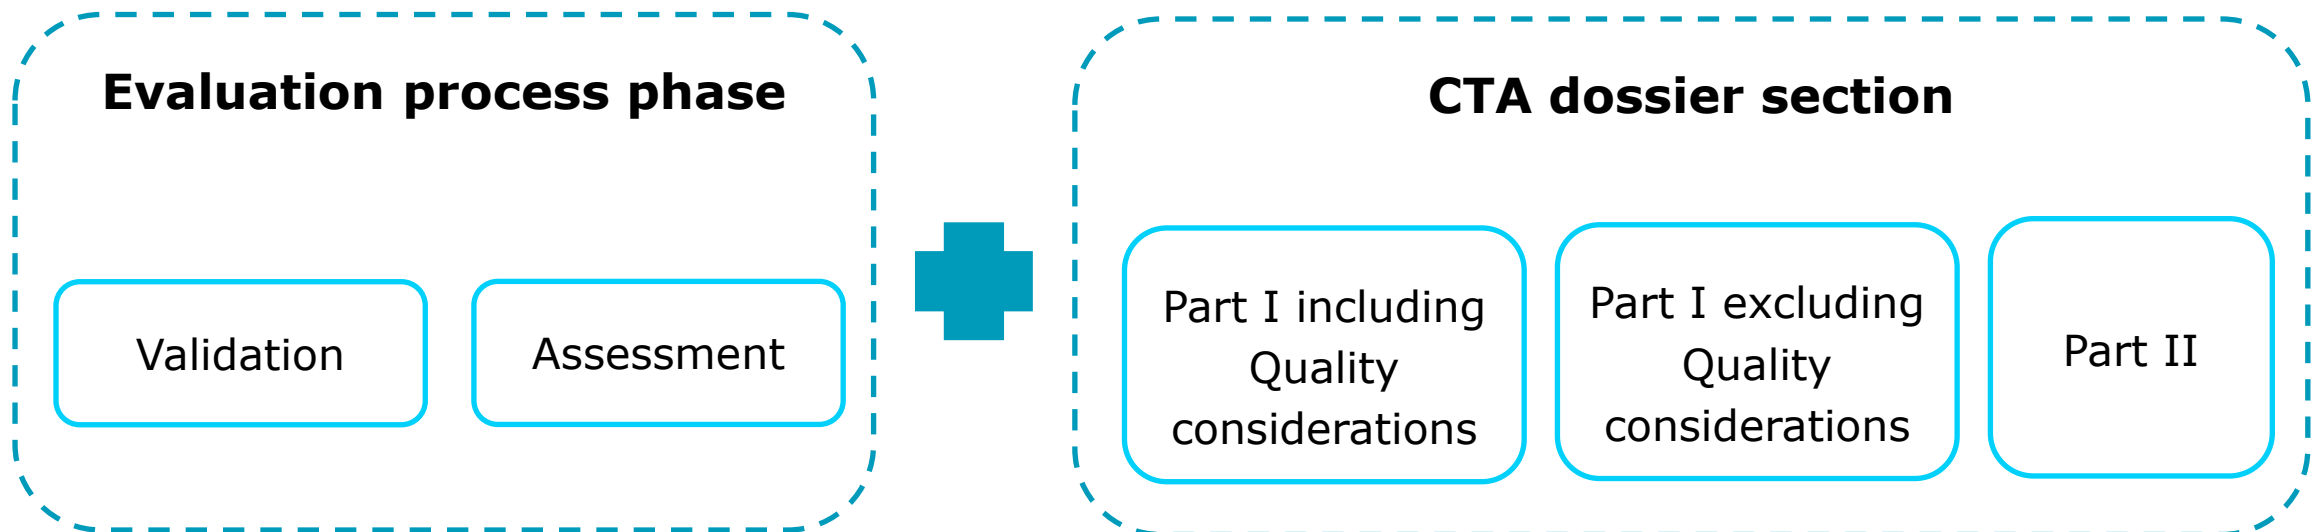 Evaluation process phase
Validation
Assessment
CTA dossier section
Part I including
Quality
considerations
Part I excluding
Quality
considerations
Part II